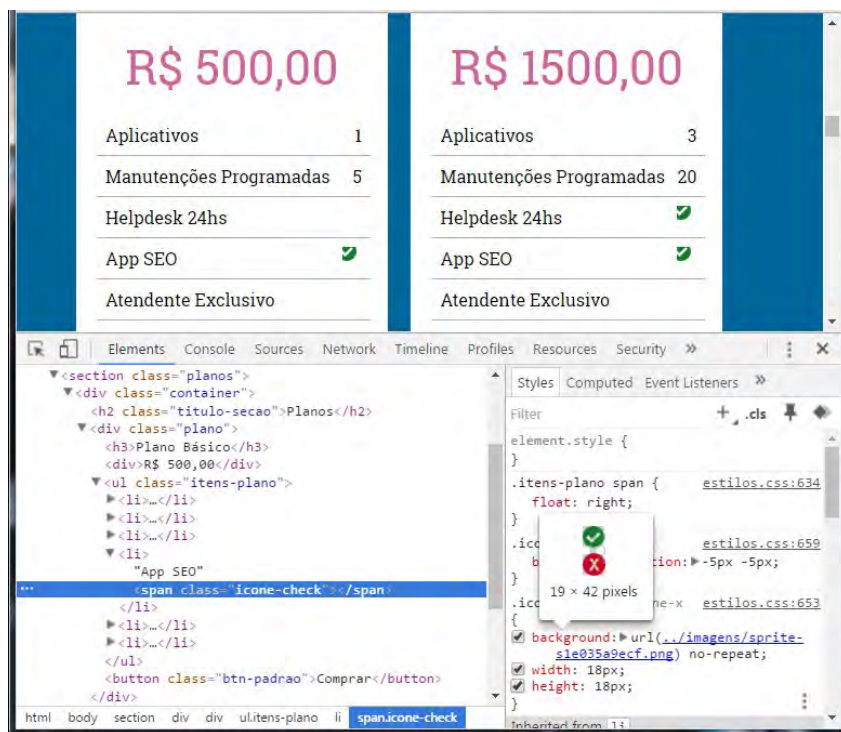 R$ 500,00
Aplicativos 1
Manutenções Programadas 5
Helpdesk 24hs
App SEO
Atendente Exclusivo
R$ 1500,00
Aplicativos 3
Manutenções Programadas 20
Helpdesk 24hs
App SEO
Atendente Exclusivo
Elements Console Sources Network Timeline Profiles Resources Security »
▼<section class="planos">
▼<div class="container">
<h2 class="titulo-secao">Planos</h2>
▼<div class="plano">
<h3>Plano Básico</h3>
<div>R$ 500,00</div>
▼<ul class="itens-plano">
▶<li>…</li>
▶<li>…</li>
▶<li>…</li>
▼<li>
"App SEO"
<span class="icone-check"></span>
</li>
▶<li>…</li>
▶<li>…</li>
</ul>
<button class="btn-padrao">Comprar</button>
</div>
html body section div div ul.itens-plano li span.icone-check
Styles Computed Event Listeners »
Filter + .cls
element.style {
}
.itens-plano span { estilos.css:634
float: right;
}
.ico estilos.css:659
b tion:▶-5px -5px;
}
.ico ne-x estilos.css:653
{
19 × 42 pixels
background:▶url(../imagens/sprite-
s1e035a9ecf.png) no-repeat;
width: 18px;
height: 18px;
}
Inherited from li